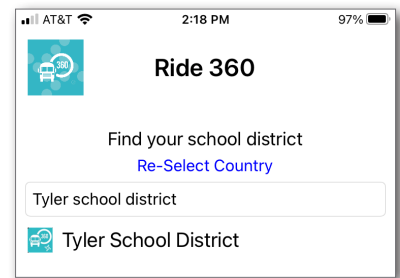 AT&T 2:18 PM 97%
360
Ride 360
Find your school district
Re-Select Country
Tyler school district
Tyler School District